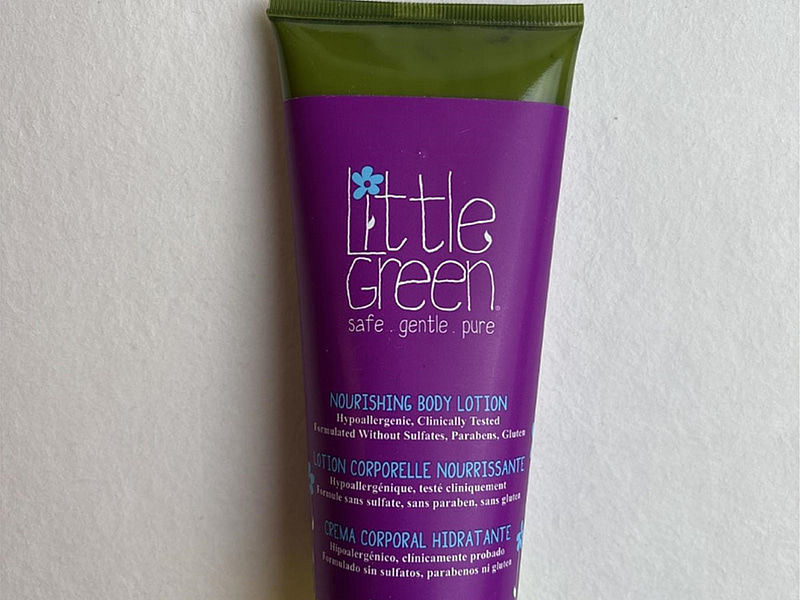 Little
Green®
safe . gentle . pure
NOURISHING BODY LOTION
Hypoallergenic, Clinically Tested
Formulated Without Sulfates, Parabens, Gluten
LOTION CORPORELLE NOURRISSANTE
Hypoallergénique, testé cliniquement
Formule sans sulfate, sans paraben, sans gluten
CREMA CORPORAL HIDRATANTE
Hipoalergénico, clínicamente probado
Formulado sin sulfatos, parabenos ni gluten